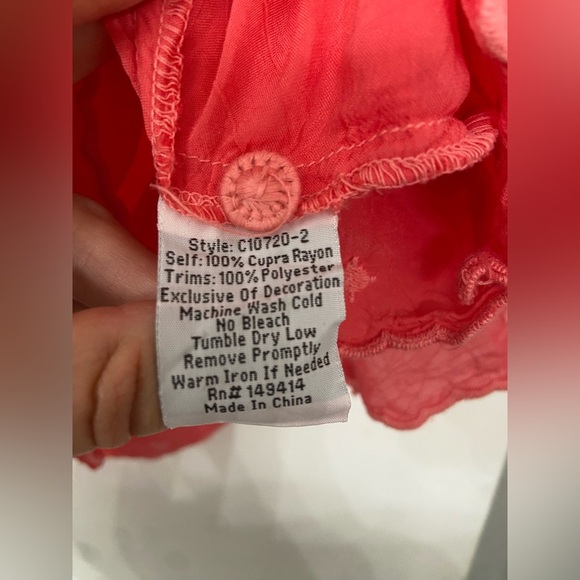 Style: C10720-2
Self: 100% Cupra Rayon
Trims: 100% Polyester
Exclusive Of Decoration
Machine Wash Cold
No Bleach
Tumble Dry Low
Remove Promptly
Warm Iron If Needed
Rn# 149414
Made In China